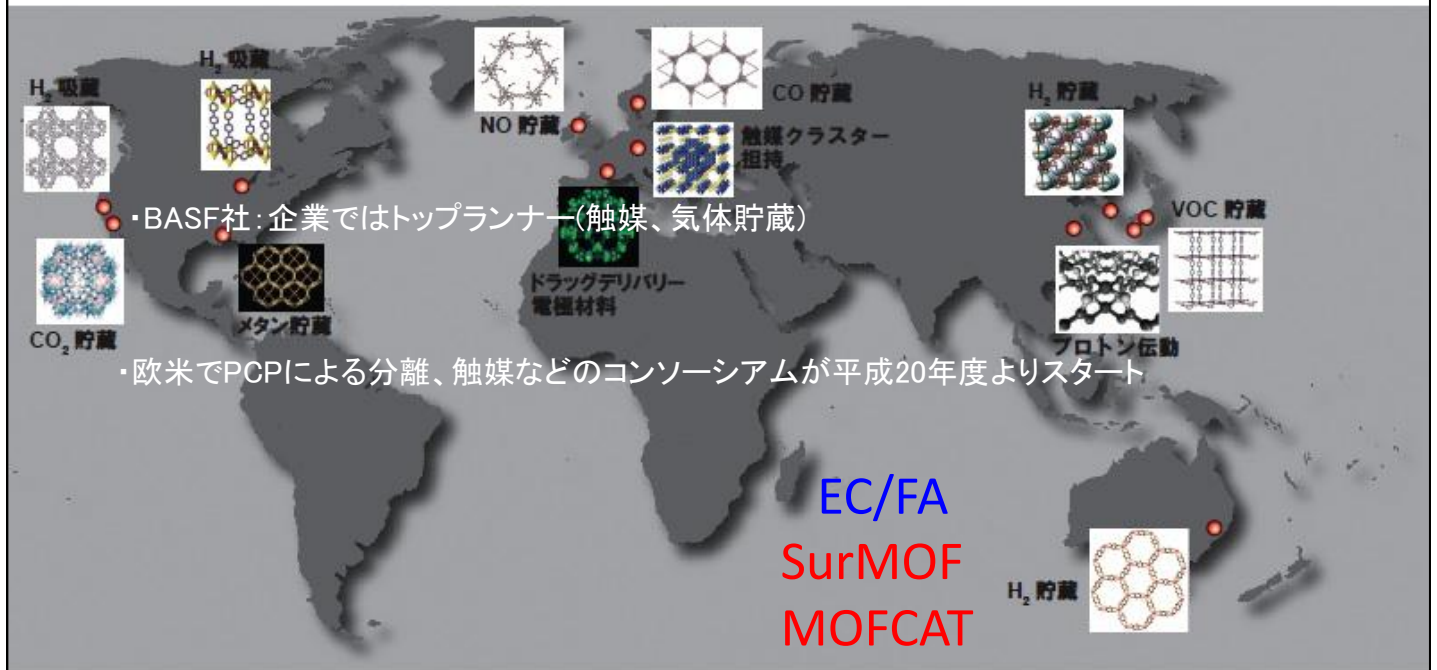 H2 吸蔵
H2 吸蔵
NO 貯蔵
CO 貯蔵
触媒クラスター
担持
H2 貯蔵
VOC 貯蔵
・BASF社：企業ではトップランナー(触媒、気体貯蔵)
CO2 貯蔵
メタン貯蔵
ドラッグデリバリー
電極材料
プロトン伝動
・欧米でPCPによる分離、触媒などのコンソーシアムが平成20年度よりスタート
EC/FA
SurMOF
MOFCAT
H2 貯蔵